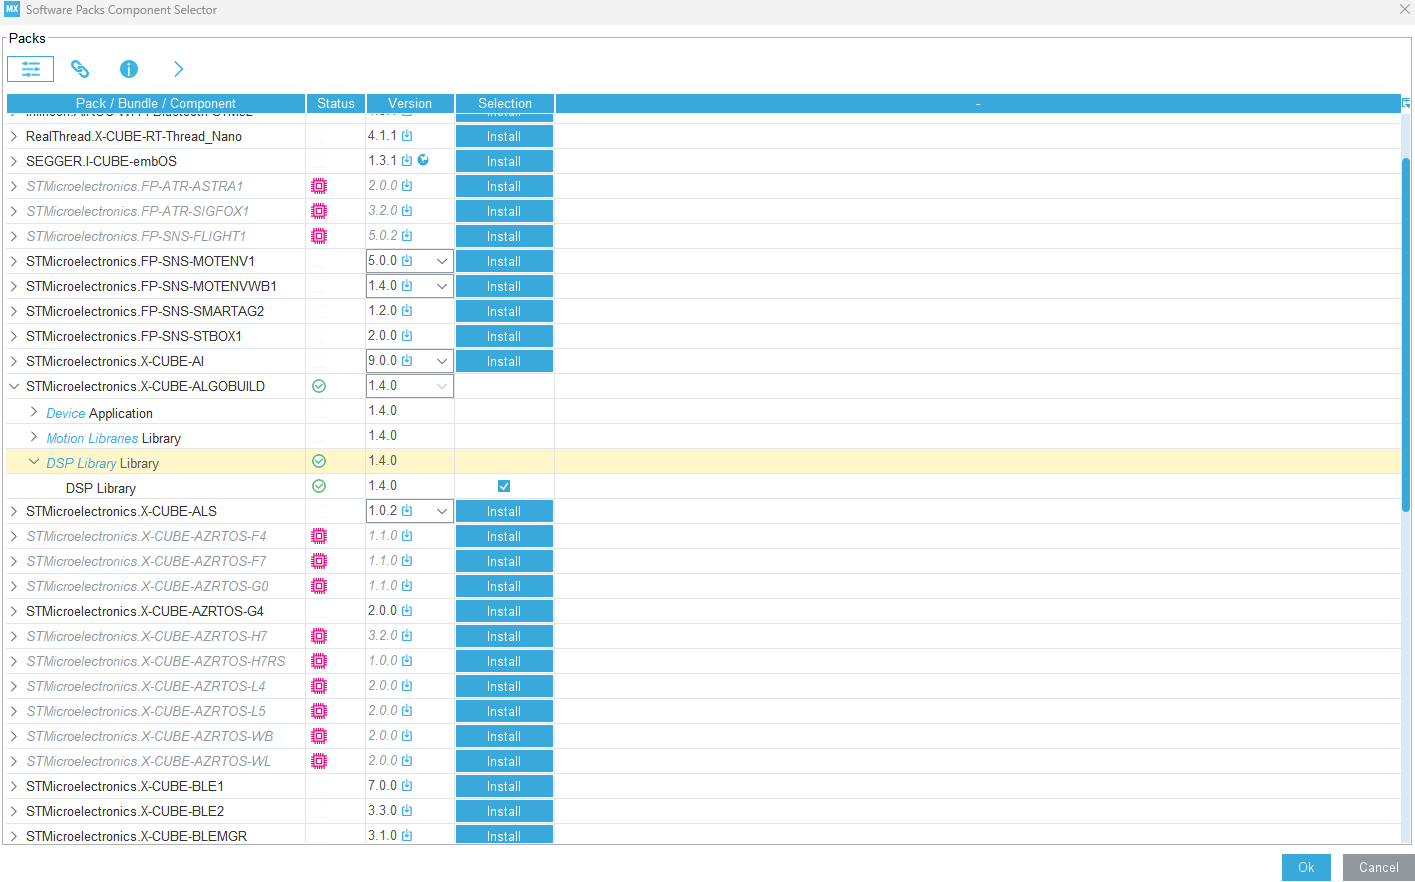 MX Software Packs Component Selector
Packs
Pack / Bundle / Component Status Version Selection -
RealThread.X-CUBE-RT-Thread_Nano 4.1.1 Install
SEGGER.I-CUBE-embOS 1.3.1 Install
STMicroelectronics.FP-ATR-ASTRA1 2.0.0 Install
STMicroelectronics.FP-ATR-SIGFOX1 3.2.0 Install
STMicroelectronics.FP-SNS-FLIGHT1 5.0.2 Install
STMicroelectronics.FP-SNS-MOTENV1 5.0.0 Install
STMicroelectronics.FP-SNS-MOTENVWB1 1.4.0 Install
STMicroelectronics.FP-SNS-SMARTAG2 1.2.0 Install
STMicroelectronics.FP-SNS-STBOX1 2.0.0 Install
STMicroelectronics.X-CUBE-AI 9.0.0 Install
STMicroelectronics.X-CUBE-ALGOBUILD 1.4.0
Device Application 1.4.0
Motion Libraries Library 1.4.0
DSP Library Library 1.4.0
DSP Library 1.4.0
STMicroelectronics.X-CUBE-ALS 1.0.2 Install
STMicroelectronics.X-CUBE-AZRTOS-F4 1.1.0 Install
STMicroelectronics.X-CUBE-AZRTOS-F7 1.1.0 Install
STMicroelectronics.X-CUBE-AZRTOS-G0 1.1.0 Install
STMicroelectronics.X-CUBE-AZRTOS-G4 2.0.0 Install
STMicroelectronics.X-CUBE-AZRTOS-H7 3.2.0 Install
STMicroelectronics.X-CUBE-AZRTOS-H7RS 1.0.0 Install
STMicroelectronics.X-CUBE-AZRTOS-L4 2.0.0 Install
STMicroelectronics.X-CUBE-AZRTOS-L5 2.0.0 Install
STMicroelectronics.X-CUBE-AZRTOS-WB 2.0.0 Install
STMicroelectronics.X-CUBE-AZRTOS-WL 2.0.0 Install
STMicroelectronics.X-CUBE-BLE1 7.0.0 Install
STMicroelectronics.X-CUBE-BLE2 3.3.0 Install
STMicroelectronics.X-CUBE-BLEMGR 3.1.0 Install
Ok Cancel